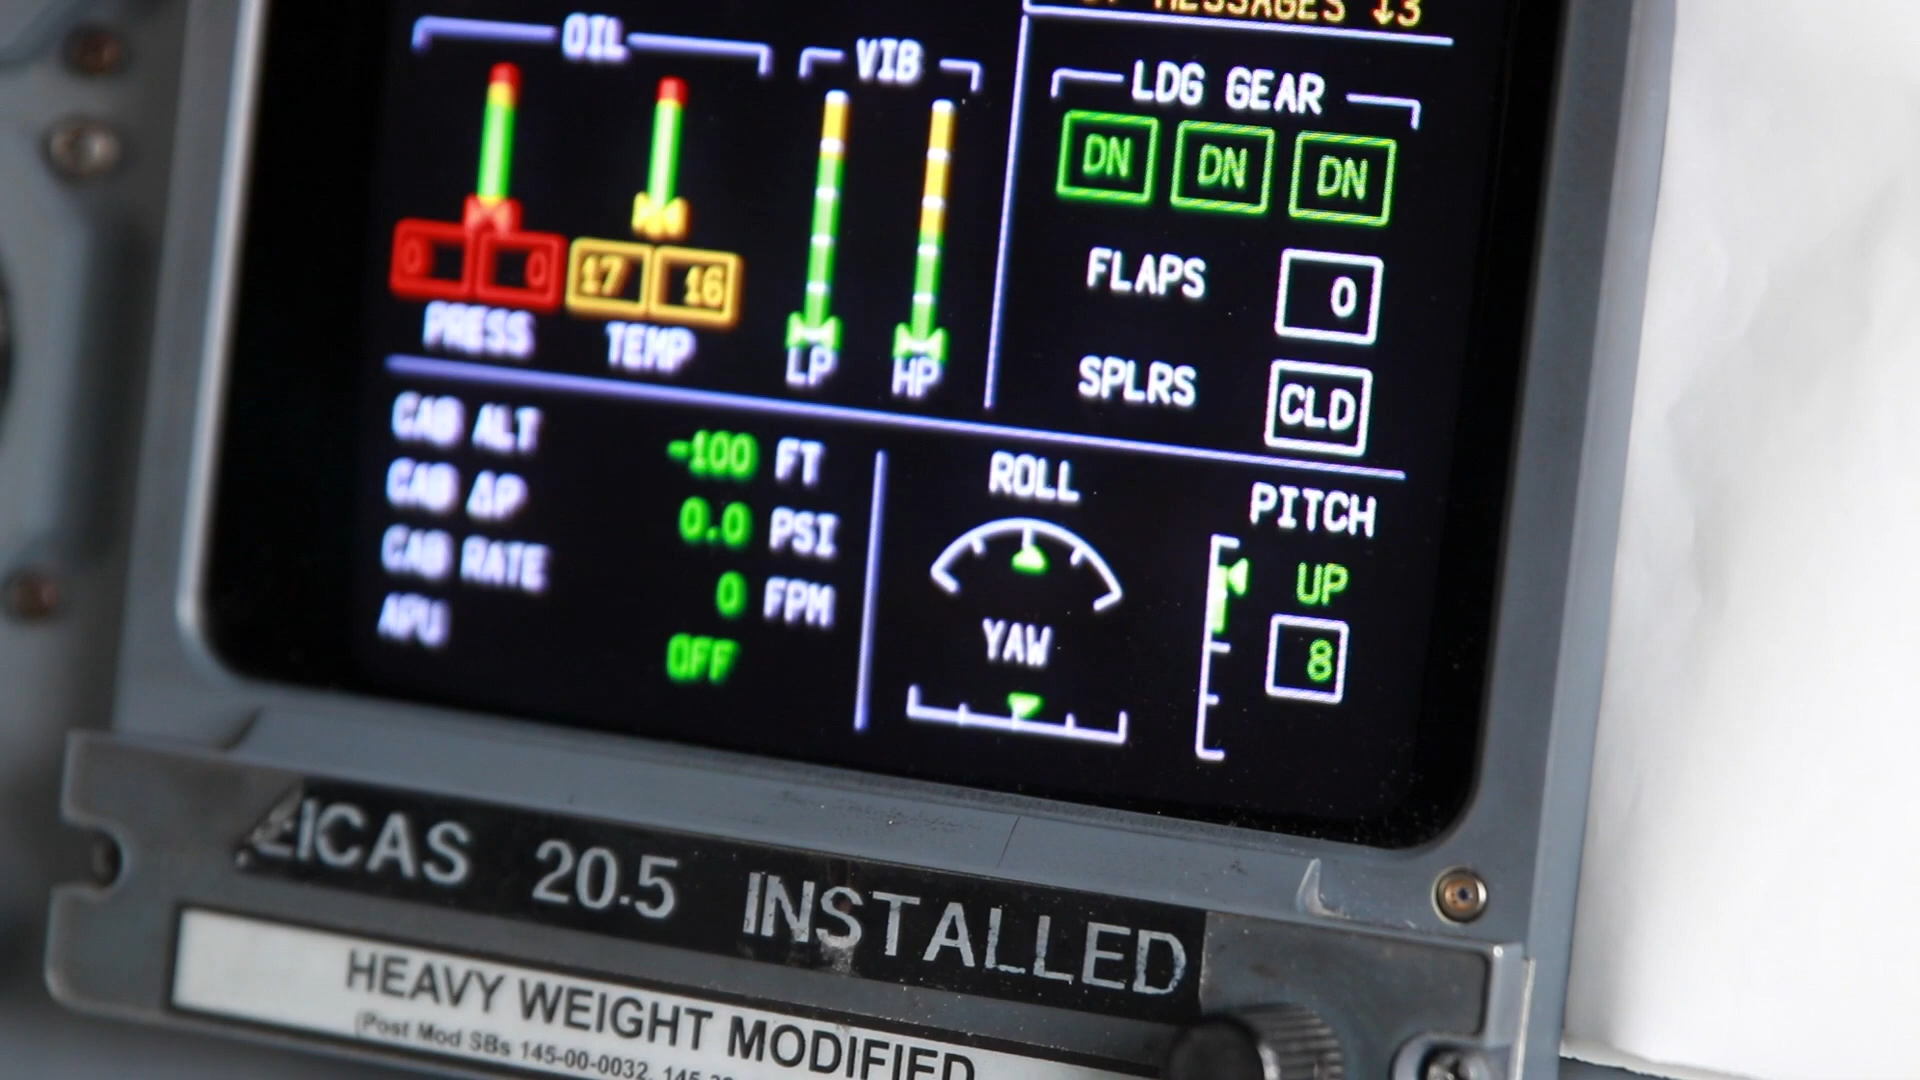 MESSAGES ↓3
OIL
VIB
LDG GEAR
DN DN DN
0 0
17 16
PRESS
TEMP
LP
HP
FLAPS 0
SPLRS CLD
CAB ALT -100 FT
CAB ΔP 0.0 PSI
CAB RATE 0 FPM
APU OFF
ROLL
YAW
PITCH
UP
8
EICAS 20.5 INSTALLED
HEAVY WEIGHT MODIFIED
(Post Mod SBs 145-00-0032, 145-